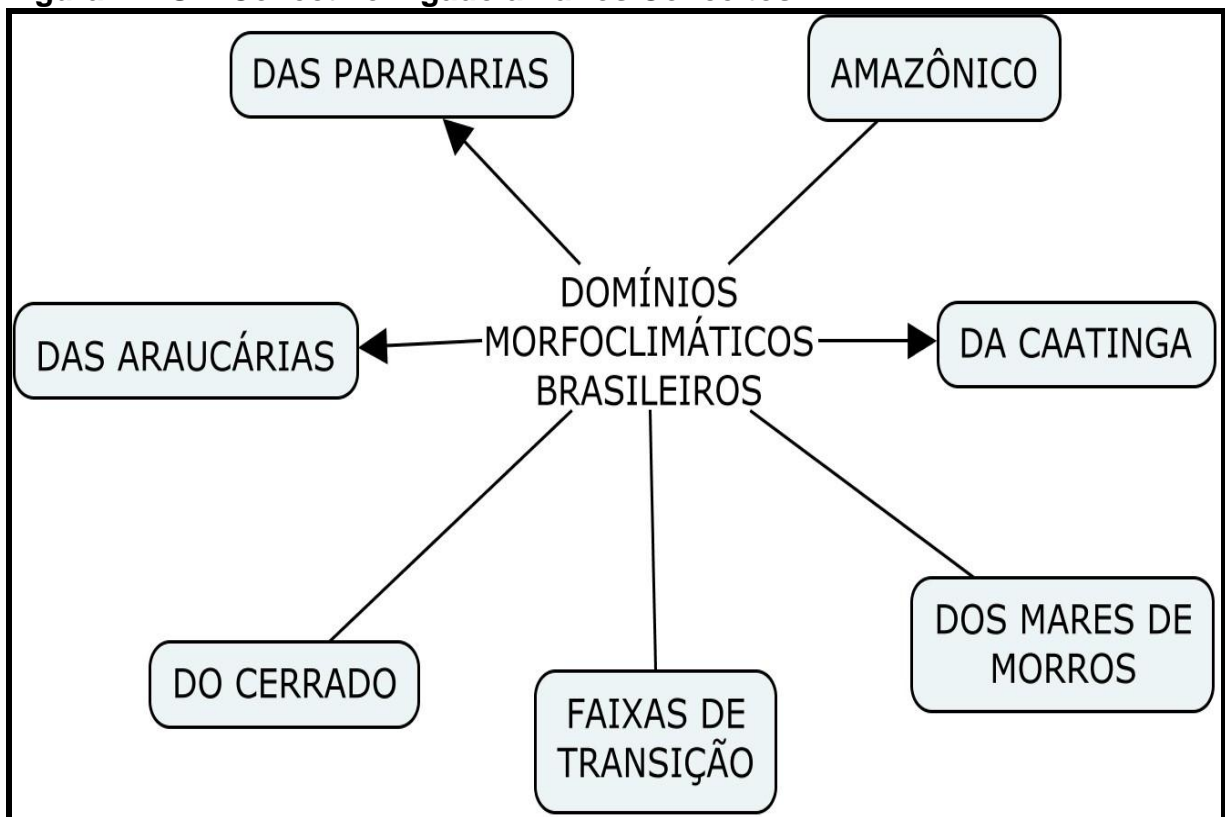 DAS PARADARIAS
AMAZÔNICO
DOMÍNIOS
MORFOCLIMÁTICOS
BRASILEIROS
DAS ARAUCÁRIAS
DA CAATINGA
DO CERRADO
FAIXAS DE
TRANSIÇÃO
DOS MARES DE
MORROS